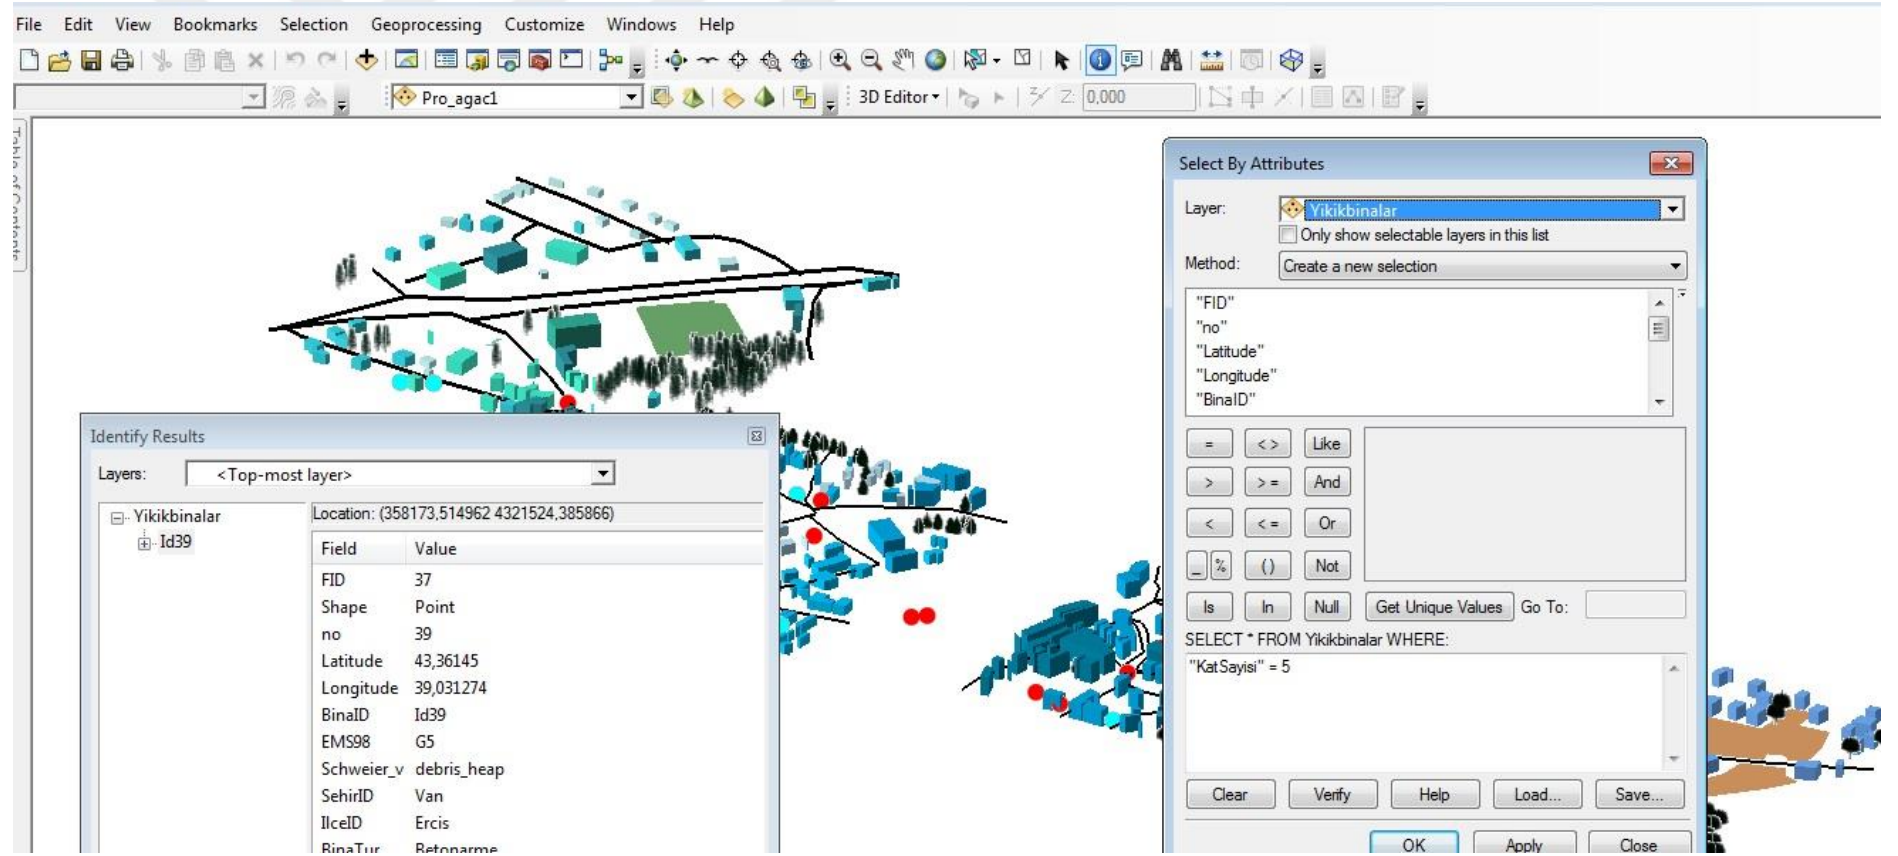 File Edit View Bookmarks Selection Geoprocessing Customize Windows Help
Pro_agac1 3D Editor Z: 0,000
Table of Contents
Select By Attributes
Layer: Yikikbinalar
Only show selectable layers in this list
Method: Create a new selection
"FID"
"no"
"Latitude"
"Longitude"
"BinaID"
= < > Like
> > = And
< < = Or
_ % ( ) Not
Is In Null Get Unique Values Go To:
SELECT * FROM Yikikbinalar WHERE:
"KatSayisi" = 5
Clear Verify Help Load... Save...
OK Apply Close
Identify Results
Layers: <Top-most layer>
Yikikbinalar
Id39
Location: (358173,514962 4321524,385866)
Field Value
FID 37
Shape Point
no 39
Latitude 43,36145
Longitude 39,031274
BinaID Id39
EMS98 G5
Schweier_v debris_heap
SehirID Van
IlceID Ercis
BinaTur Betonarme